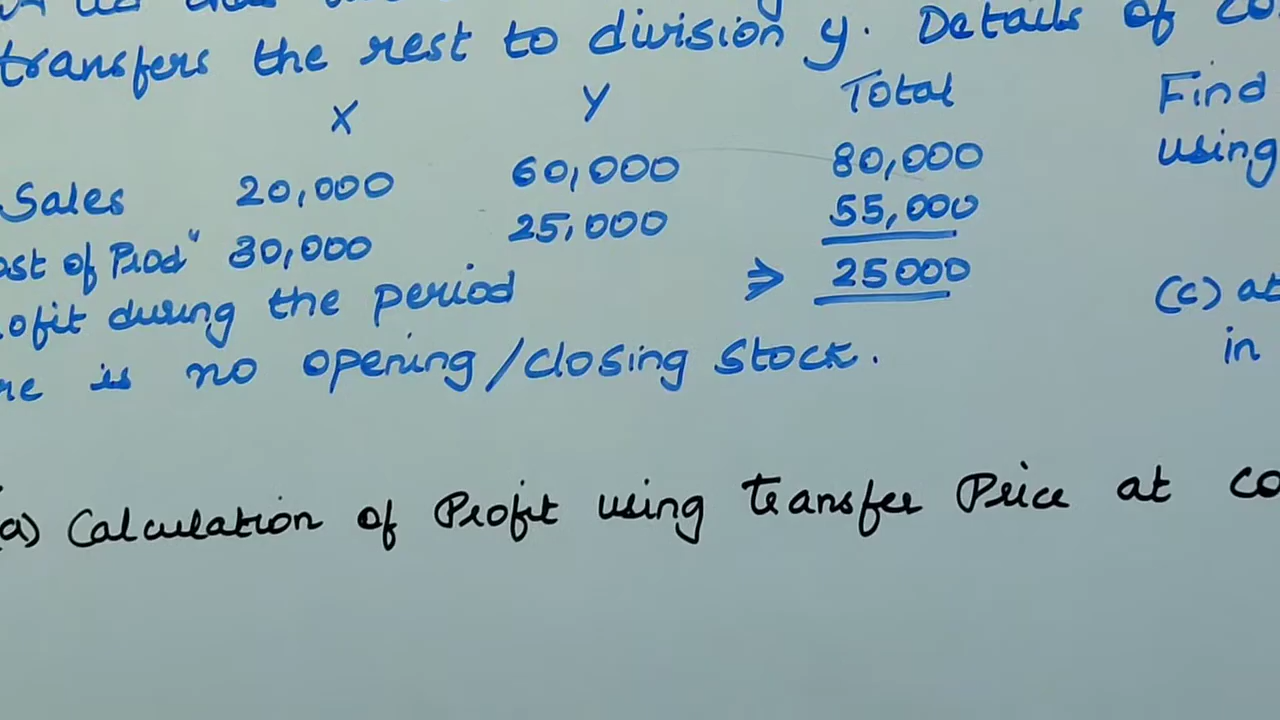 transfers the rest to division y. Details of
X Y Total Find
Sales 20,000 60,000 80,000 using
of Prod" 30,000 25,000 55,000
during the period ⇒ 25000 (c) at
is no opening/closing stock. in
(a) Calculation of Profit using transfer Price at